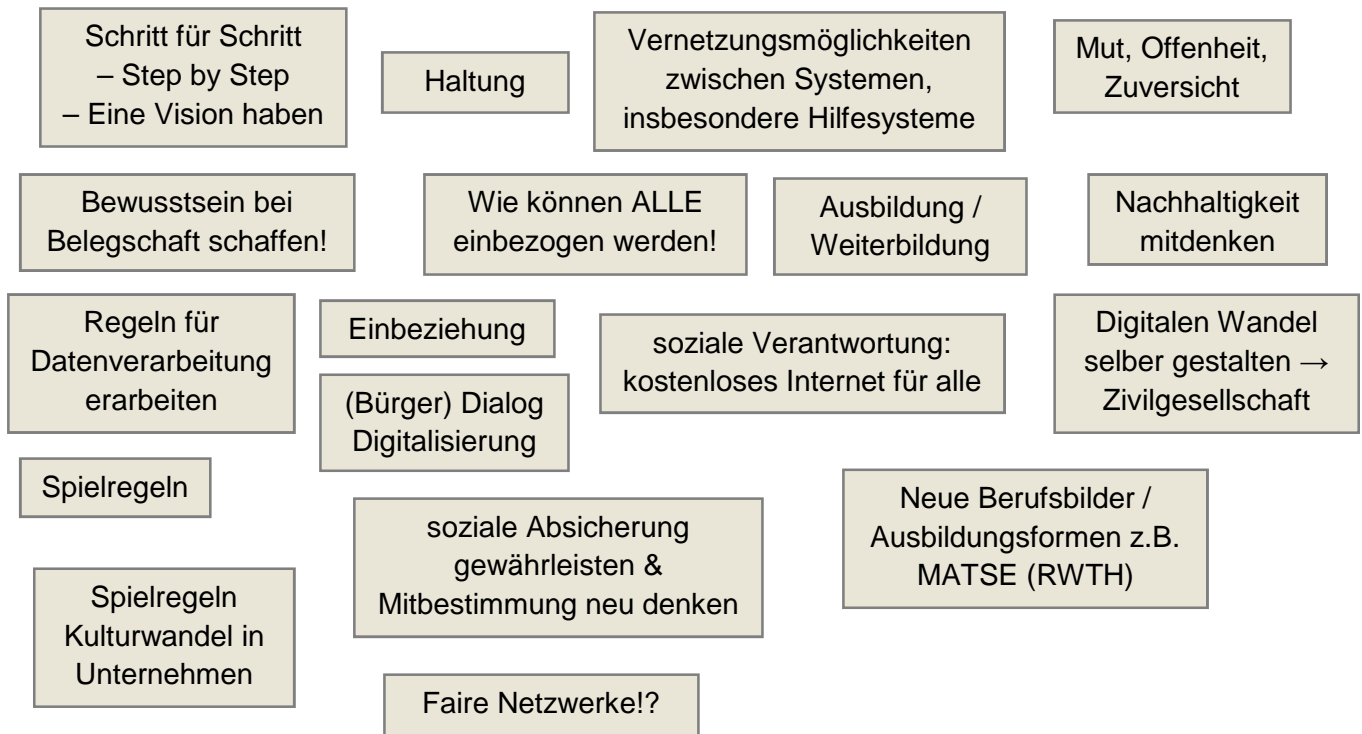 Schritt für Schritt
– Step by Step
– Eine Vision haben
Haltung
Vernetzungsmöglichkeiten
zwischen Systemen,
insbesondere Hilfesysteme
Mut, Offenheit,
Zuversicht
Bewusstsein bei
Belegschaft schaffen!
Wie können ALLE
einbezogen werden!
Ausbildung /
Weiterbildung
Nachhaltigkeit
mitdenken
Regeln für
Datenverarbeitung
erarbeiten
Einbeziehung
(Bürger) Dialog
Digitalisierung
soziale Verantwortung:
kostenloses Internet für alle
Digitalen Wandel
selber gestalten →
Zivilgesellschaft
Spielregeln
soziale Absicherung
gewährleisten &
Mitbestimmung neu denken
Neue Berufsbilder /
Ausbildungsformen z.B.
MATSE (RWTH)
Spielregeln
Kulturwandel in
Unternehmen
Faire Netzwerke!?